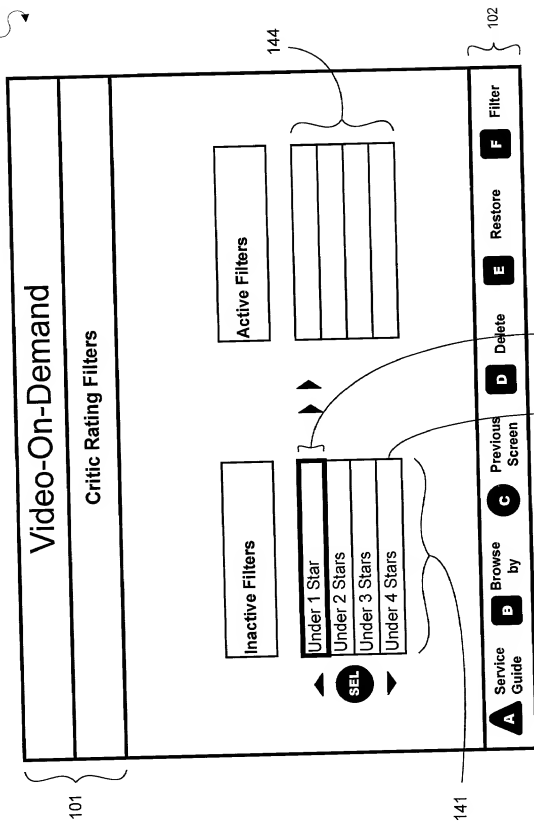 Video-On-Demand
Critic Rating Filters
101
Inactive Filters
Active Filters
144
SEL
Under 1 Star
Under 2 Stars
Under 3 Stars
Under 4 Stars
141
A Service Guide
B Browse by
C Previous Screen
D Delete
E Restore
F Filter
102